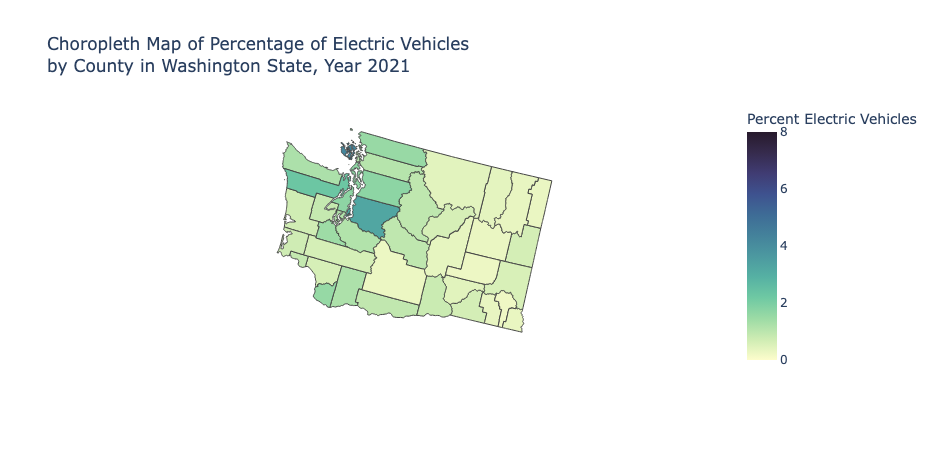 Choropleth Map of Percentage of Electric Vehicles
by County in Washington State, Year 2021
Percent Electric Vehicles
8
6
4
2
0